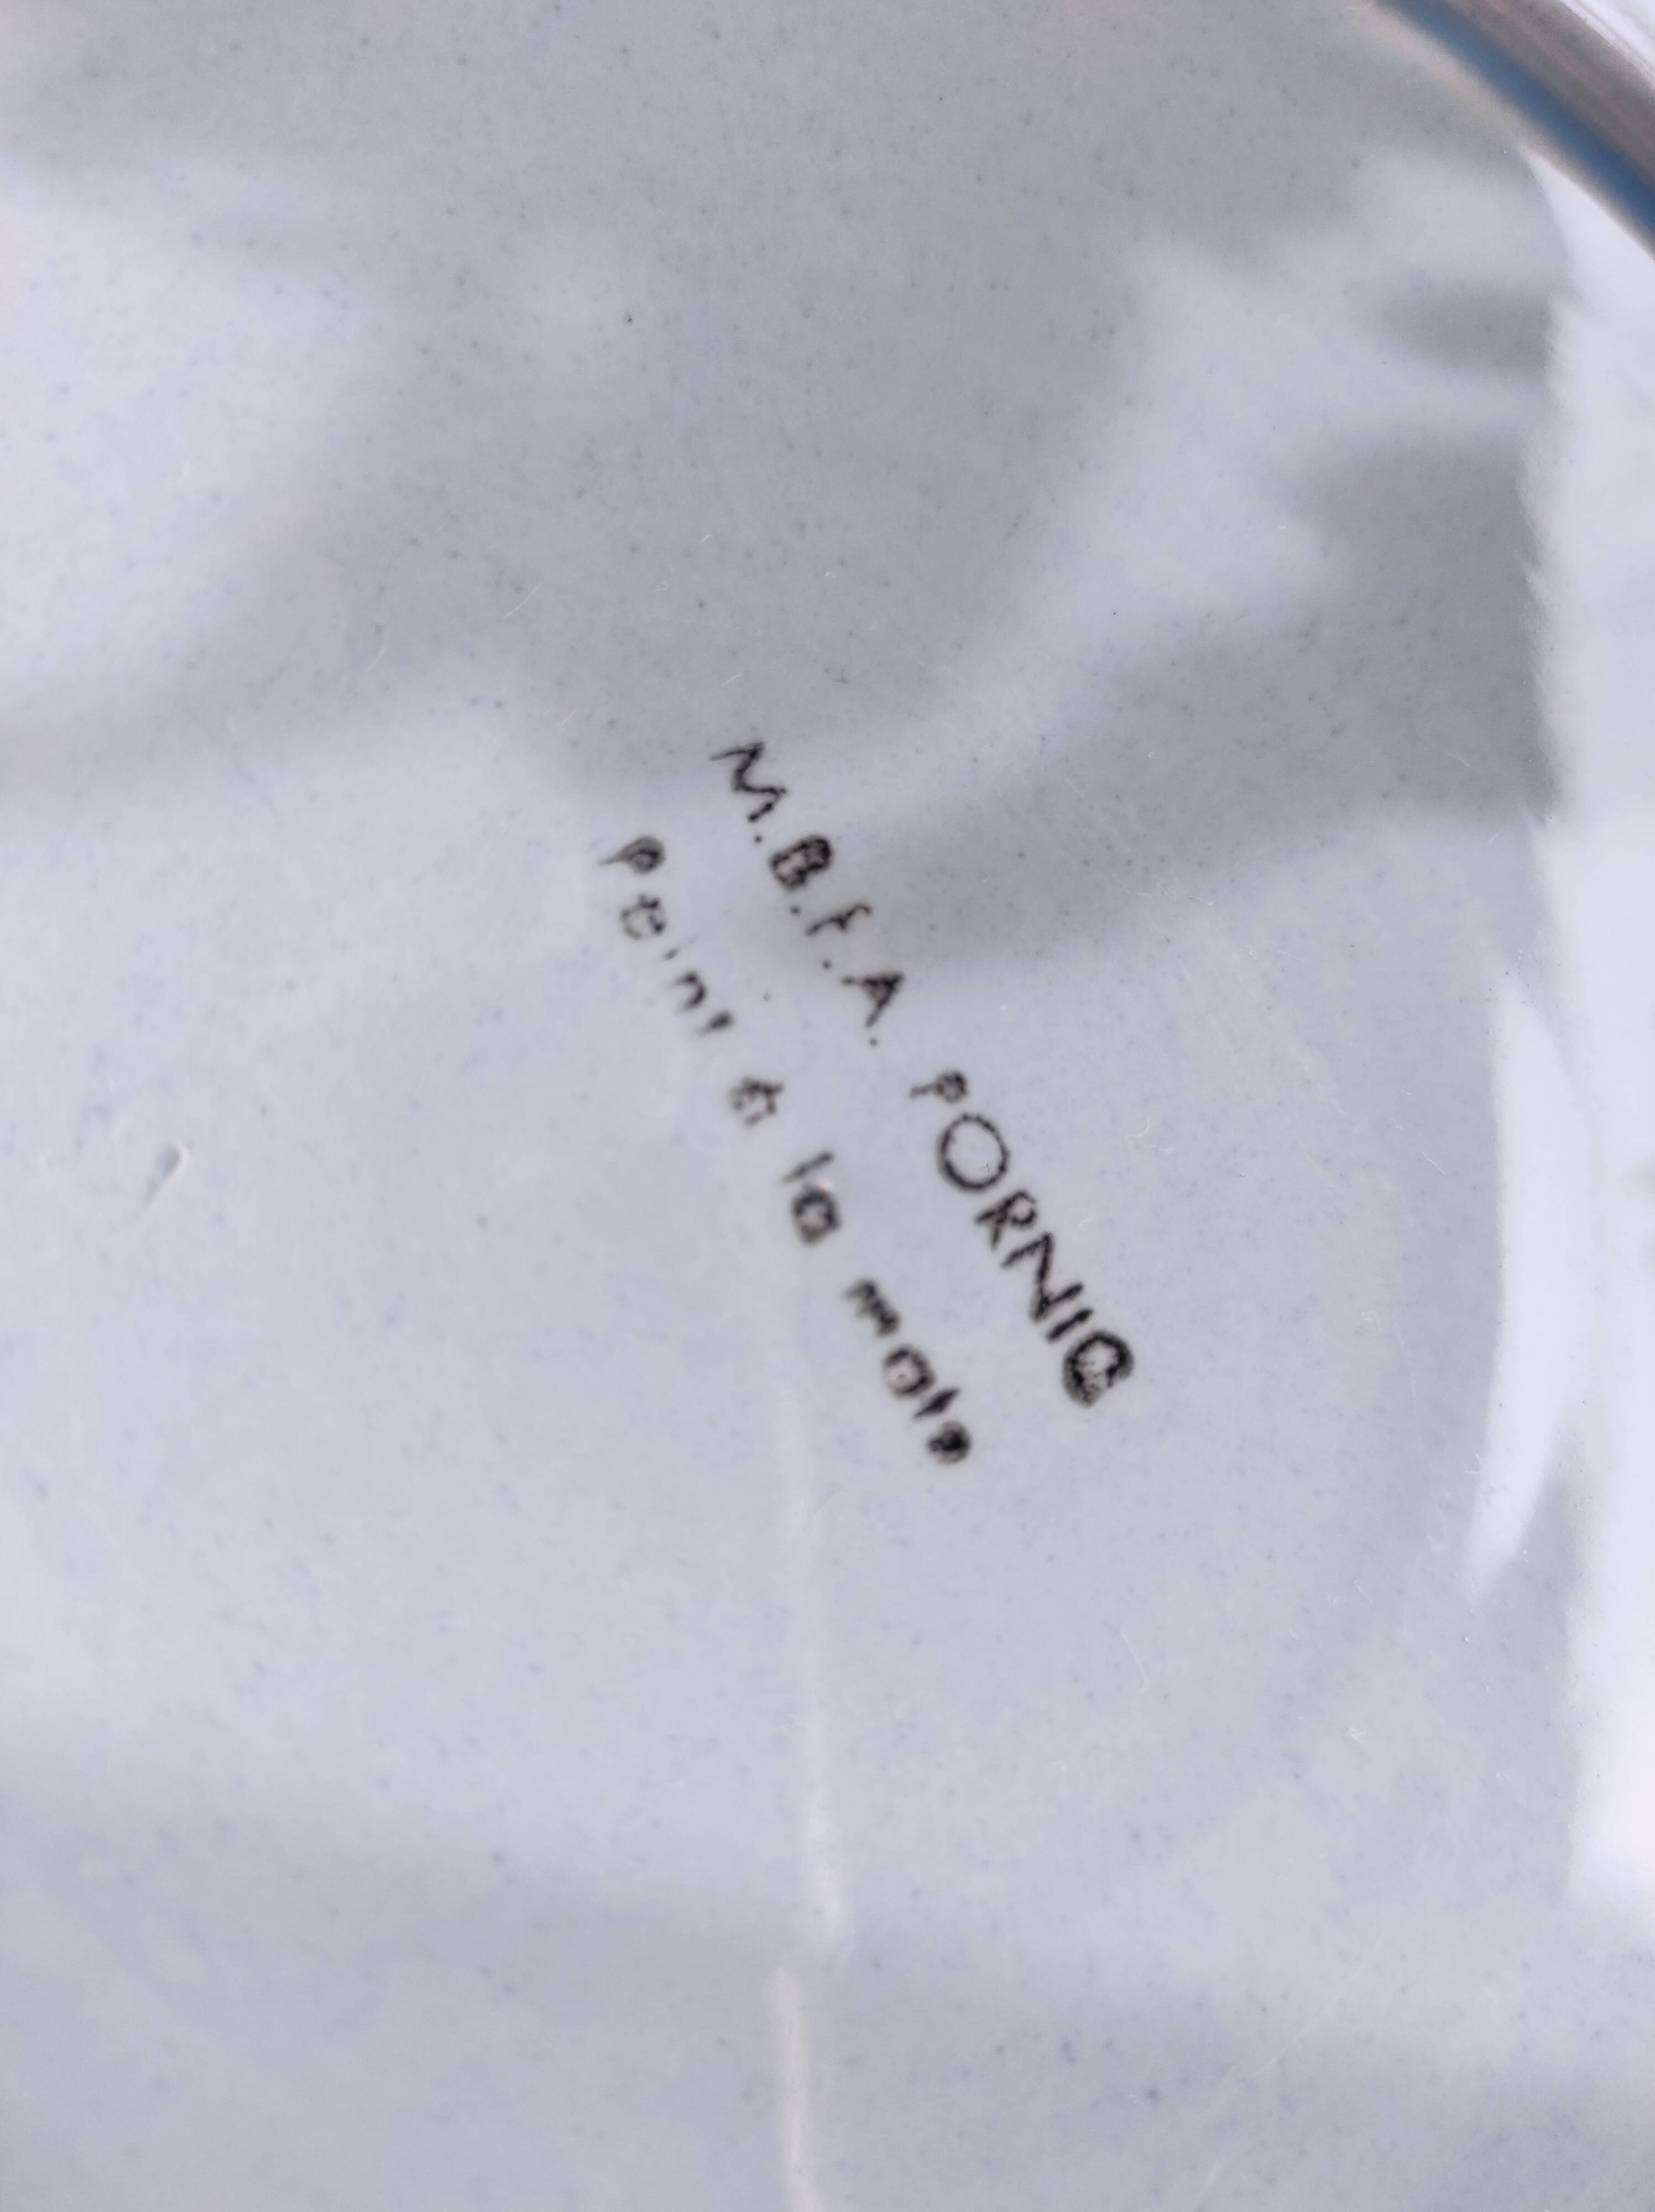 M.B.F.A. PORNIC
peint à la main